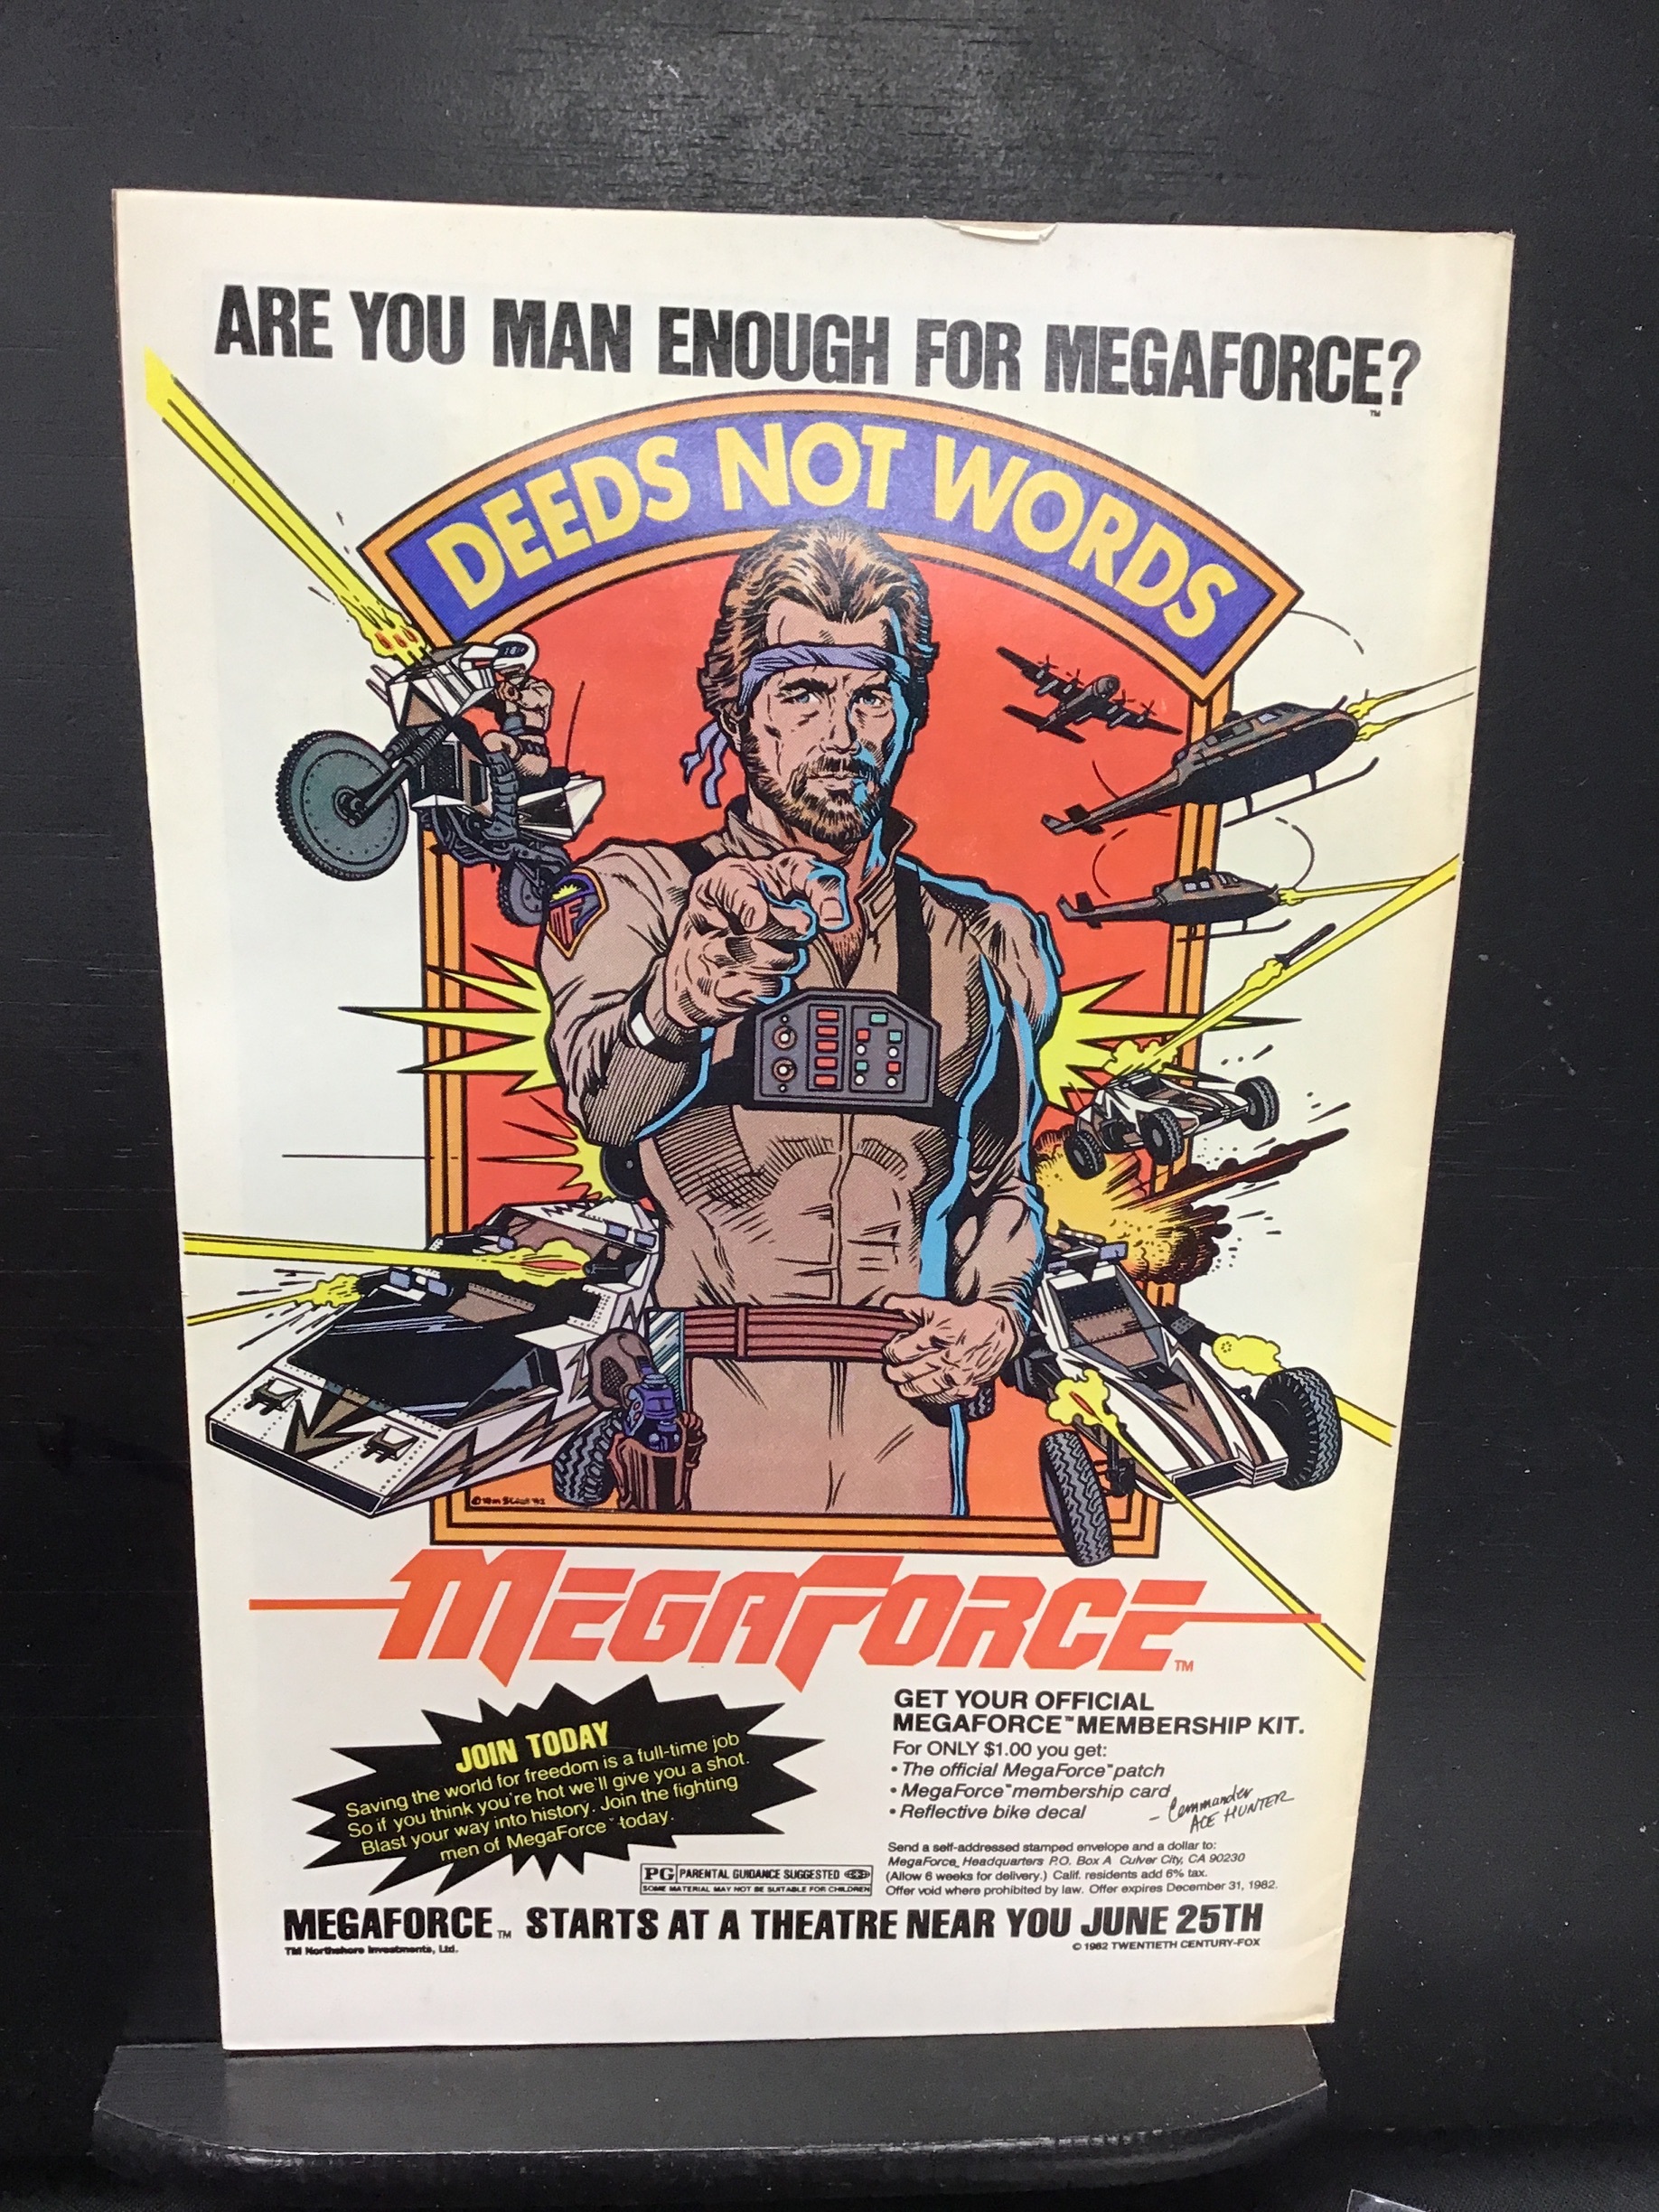 ARE YOU MAN ENOUGH FOR MEGAFORCE?
TM
DEEDS NOT WORDS
MEGAFORCE
TM
JOIN TODAY
Saving the world for freedom is a full-time job
So if you think you're hot we'll give you a shot.
Blast your way into history. Join the fighting
men of MegaForce™ today.
GET YOUR OFFICIAL
MEGAFORCE™ MEMBERSHIP KIT.
For ONLY $1.00 you get:
• The official MegaForce™ patch
• MegaForce™ membership card
• Reflective bike decal
- Commander
ACE HUNTER
Send a self-addressed stamped envelope and a dollar to:
MegaForce Headquarters P.O. Box A Culver City, CA 90230
(Allow 6 weeks for delivery.) Calif. residents add 6% tax.
Offer void where prohibited by law. Offer expires December 31, 1982.
PG PARENTAL GUIDANCE SUGGESTED
SOME MATERIAL MAY NOT BE SUITABLE FOR CHILDREN
MEGAFORCE TM STARTS AT A THEATRE NEAR YOU JUNE 25TH
TM Northshore Investments, Ltd.
© 1982 TWENTIETH CENTURY-FOX